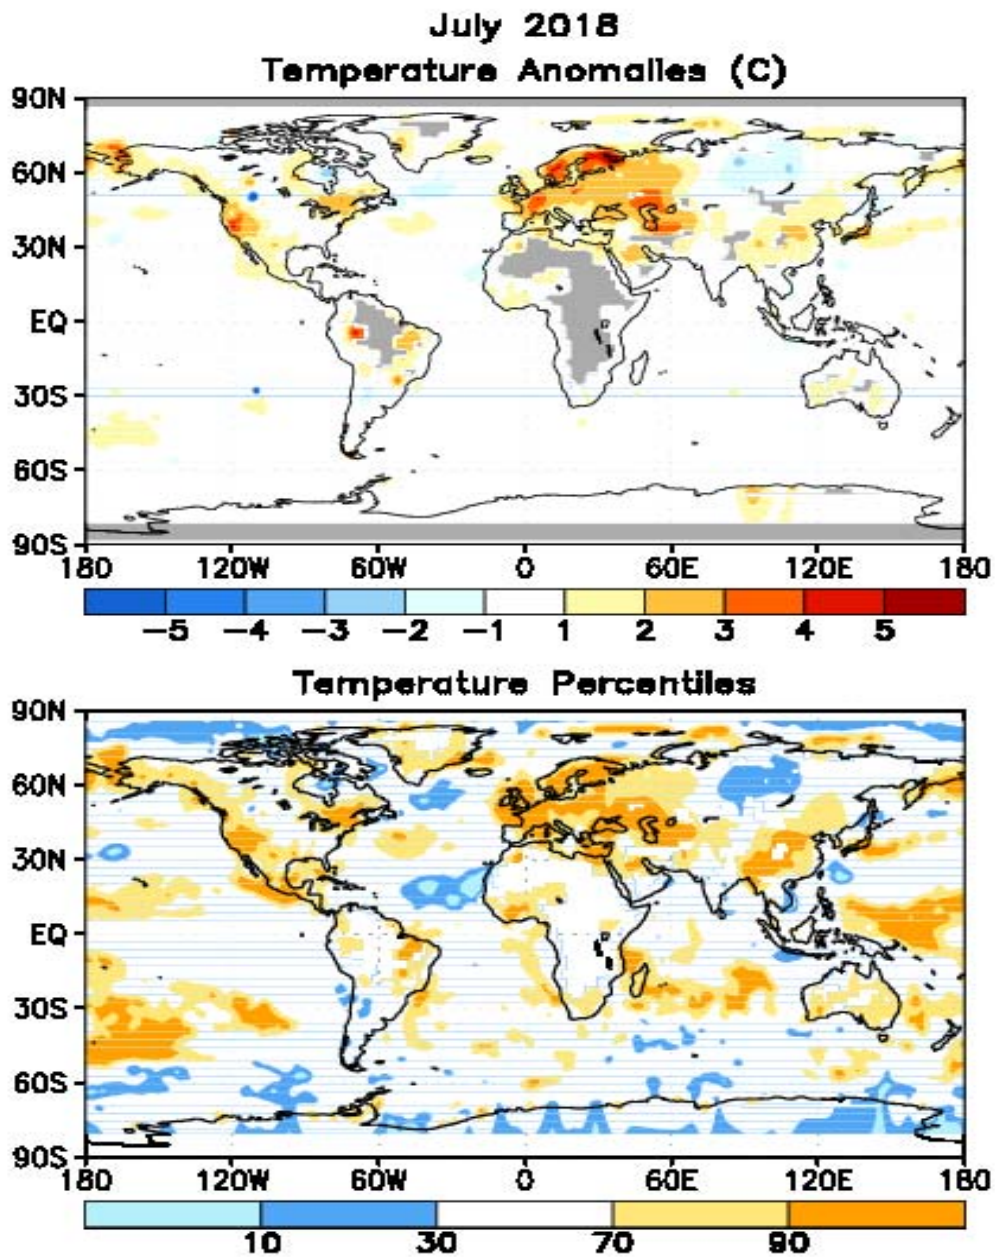 July 2018
Temperature Anomalies (C)
90N
60N
30N
EQ
30S
60S
90S
180 120W 60W 0 60E 120E 180
−5 −4 −3 −2 −1 1 2 3 4 5
Temperature Percentiles
90N
60N
30N
EQ
30S
60S
90S
180 120W 60W 0 60E 120E 180
10 30 70 90